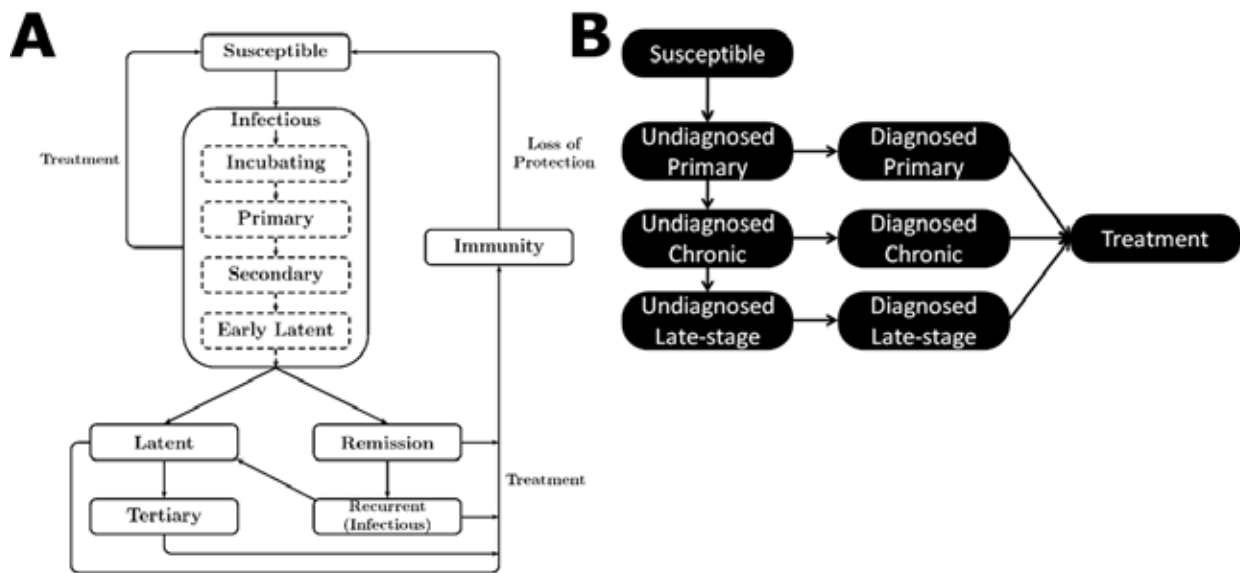 A
Susceptible
Infectious
Incubating
Primary
Secondary
Early Latent
Treatment
Loss of
Protection
Immunity
Latent
Remission
Tertiary
Recurrent
(Infectious)
Treatment
B
Susceptible
Undiagnosed
Primary
Diagnosed
Primary
Undiagnosed
Chronic
Diagnosed
Chronic
Treatment
Undiagnosed
Late-stage
Diagnosed
Late-stage